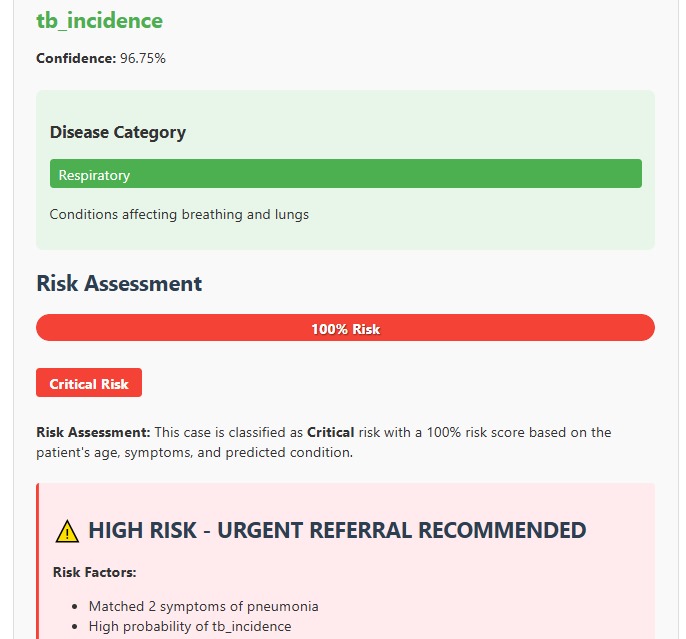 tb_incidence
Confidence: 96.75%
Disease Category
Respiratory
Conditions affecting breathing and lungs
Risk Assessment
100% Risk
Critical Risk
Risk Assessment: This case is classified as Critical risk with a 100% risk score based on the
patient's age, symptoms, and predicted condition.
HIGH RISK - URGENT REFERRAL RECOMMENDED
Risk Factors:
• Matched 2 symptoms of pneumonia
• High probability of tb_incidence